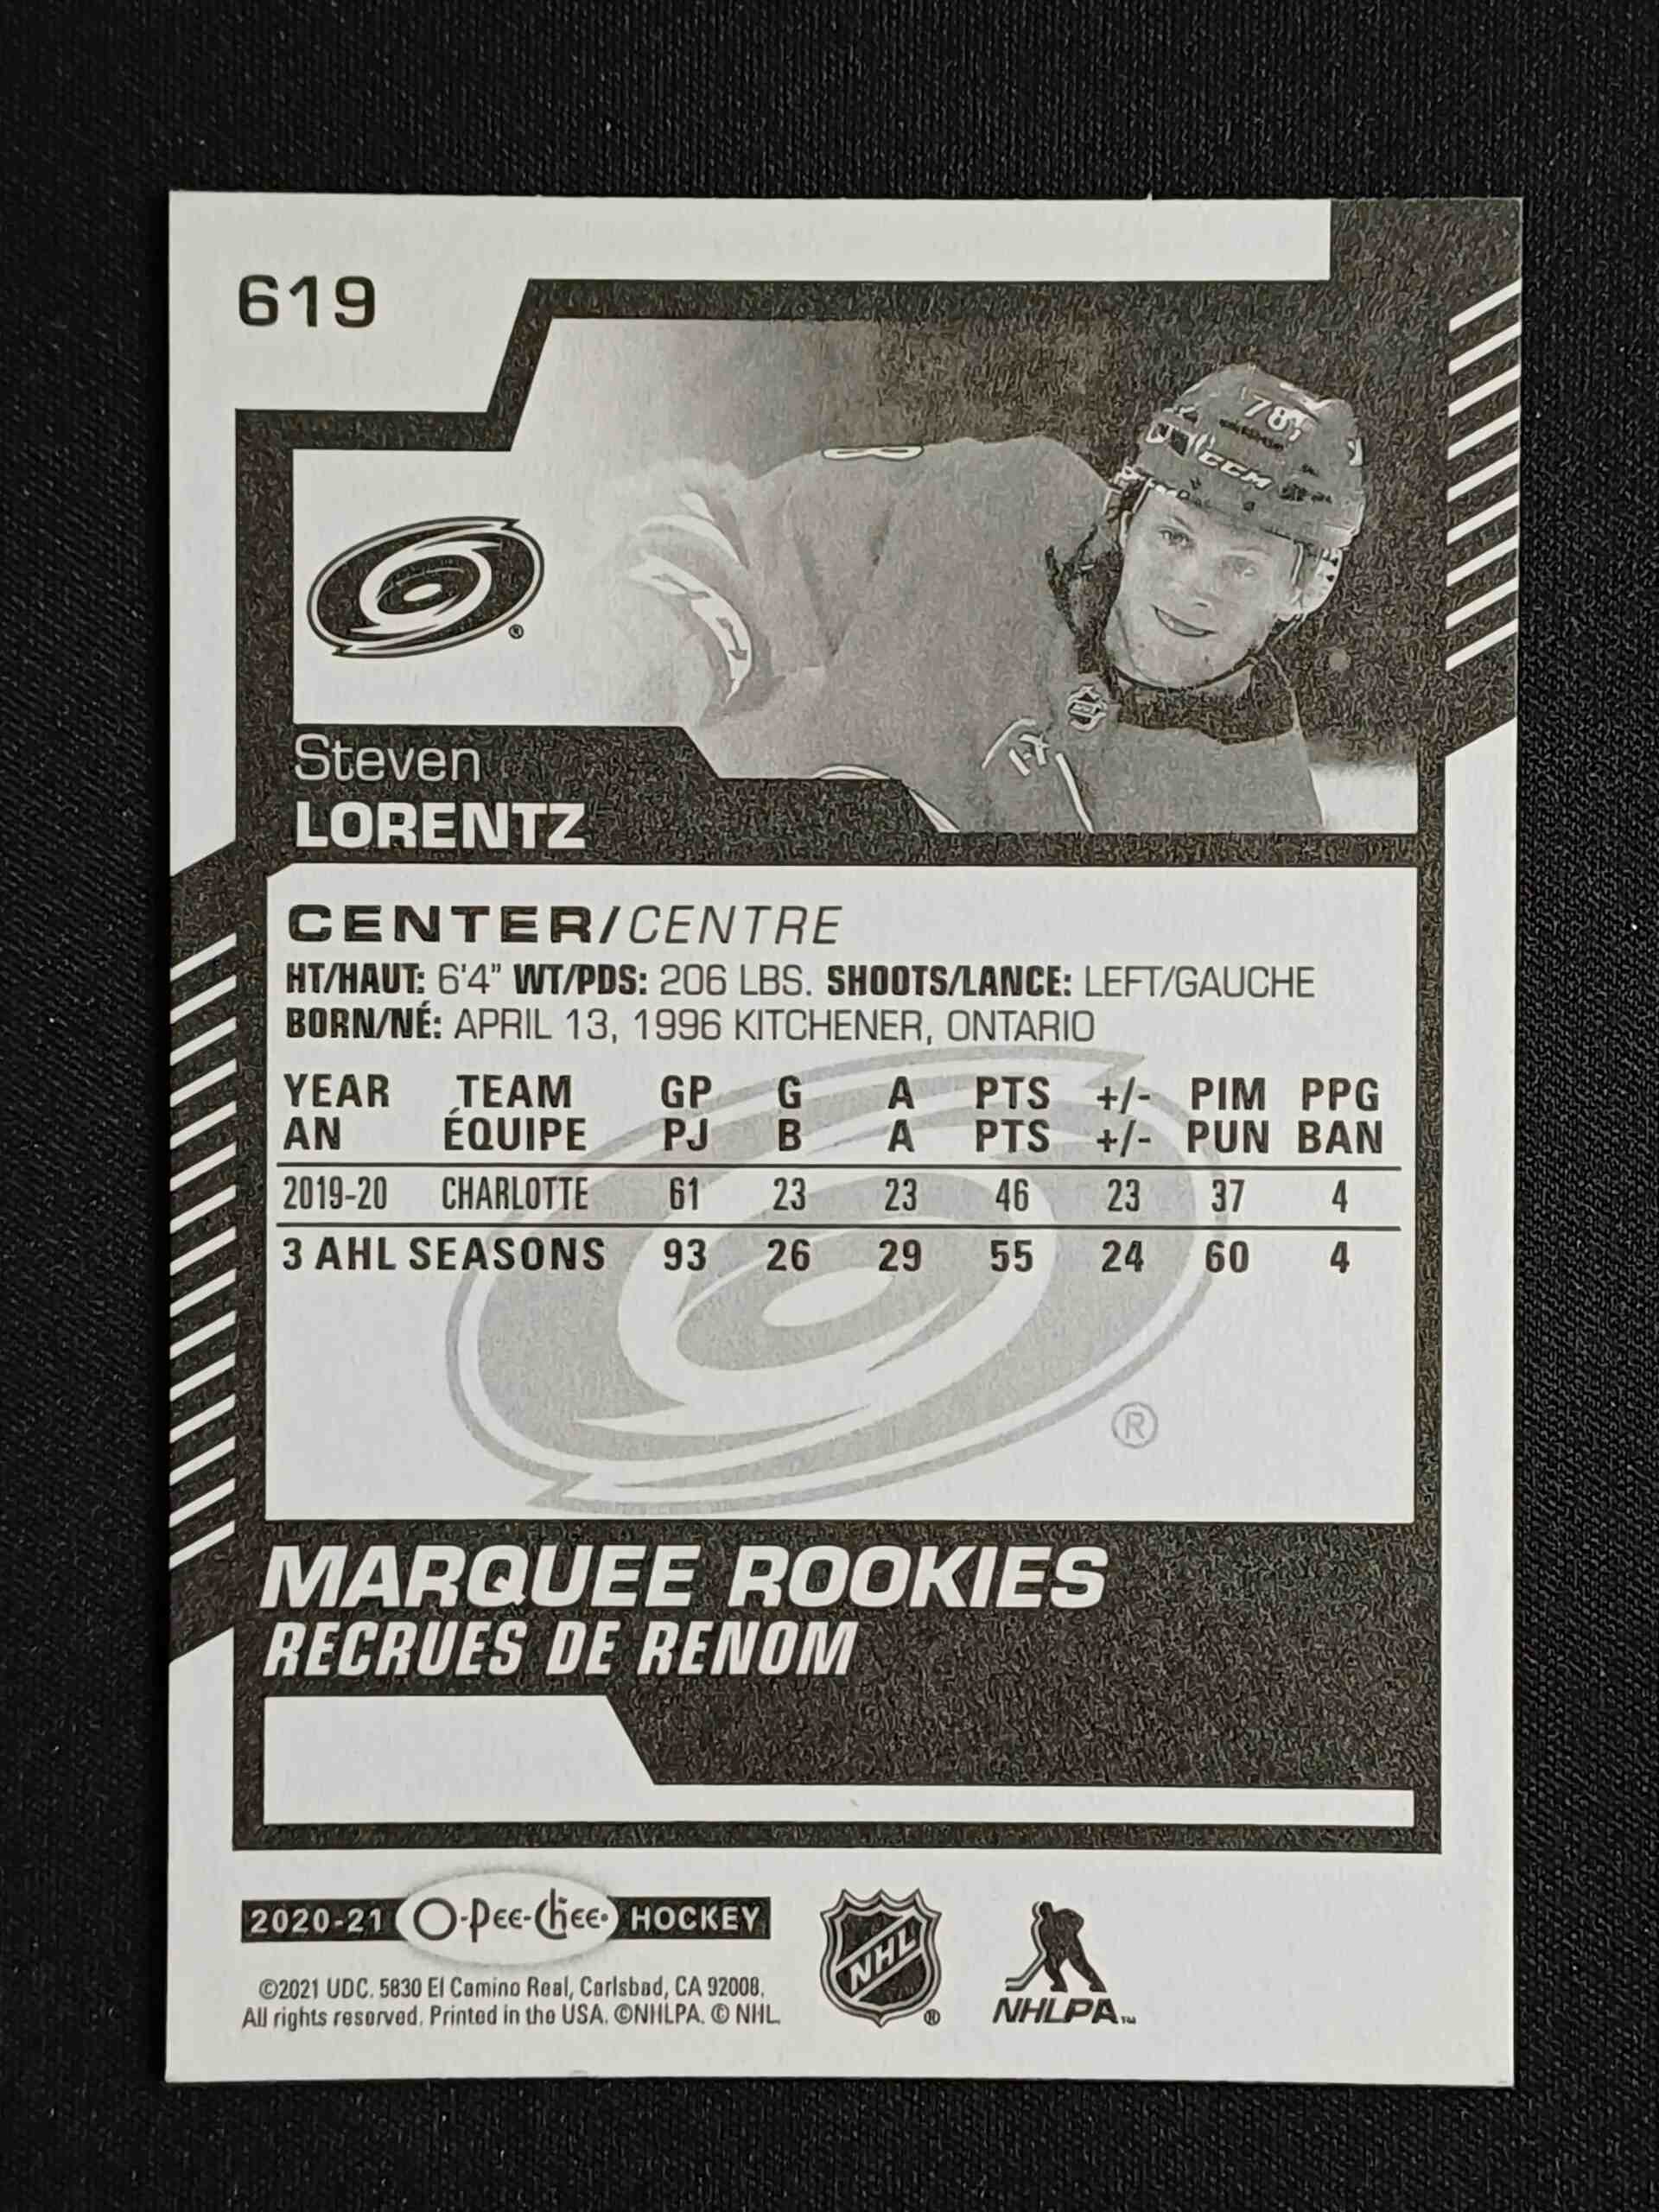 619
78
CCM
8
Steven
LORENTZ
CENTER/CENTRE
HT/HAUT: 6'4" WT/PDS: 206 LBS. SHOOTS/LANCE: LEFT/GAUCHE
BORN/NÉ: APRIL 13, 1996 KITCHENER, ONTARIO
YEAR TEAM GP G A PTS +/- PIM PPG
AN ÉQUIPE PJ B A PTS +/- PUN BAN
2019-20 CHARLOTTE 61 23 23 46 23 37 4
3 AHL SEASONS 93 26 29 55 24 60 4
®
MARQUEE ROOKIES
RECRUES DE RENOM
2020-21 O-Pee-Chee HOCKEY
©2021 UDC. 5830 El Camino Real, Carlsbad, CA 92008.
All rights reserved. Printed in the USA. ©NHLPA. © NHL.
NHL ®
NHLPA™